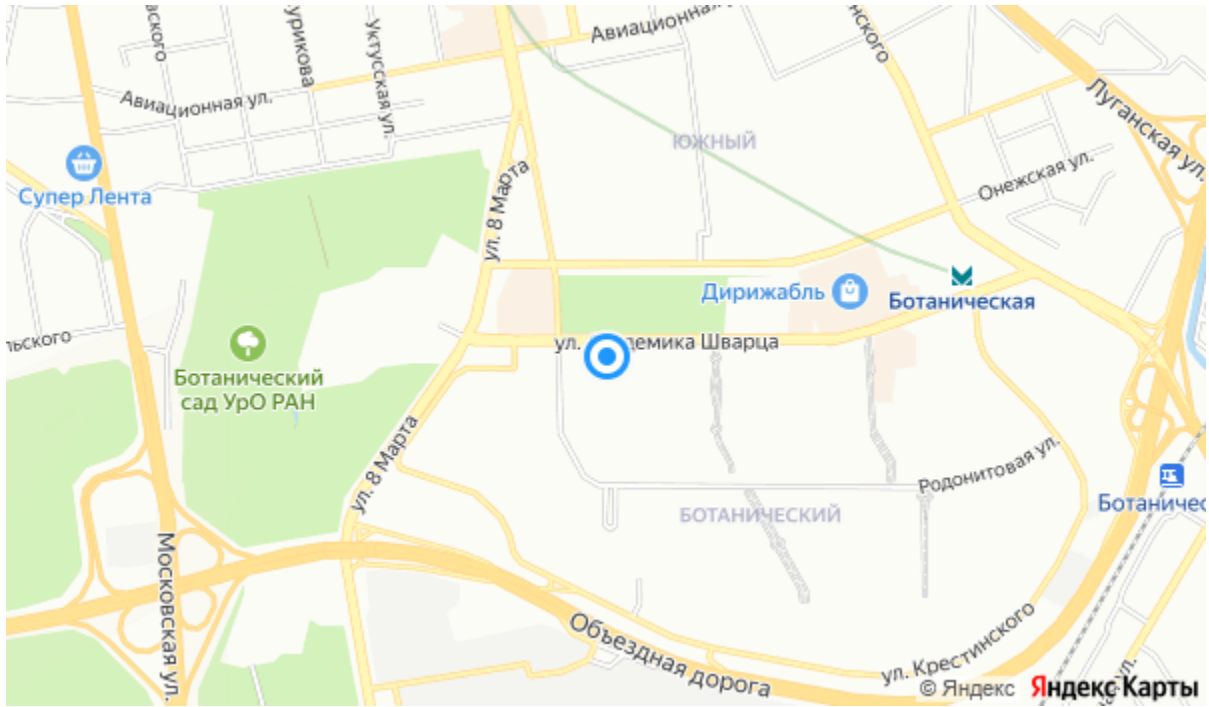 Авиационная
ул.
Уктусская ул.
Авиационная ул.
Луганская ул.
ЮЖНЫЙ
Онежская ул.
Супер Лента
ул. 8 Марта
Дирижабль
Ботаническая
ул.
Шварца
Ботанический
сад УрО РАН
ул. 8 Марта
Родонитовая ул.
БОТАНИЧЕСКИЙ
Московская ул.
Объездная дорога
ул. Крестинского
© Яндекс Яндекс Карты